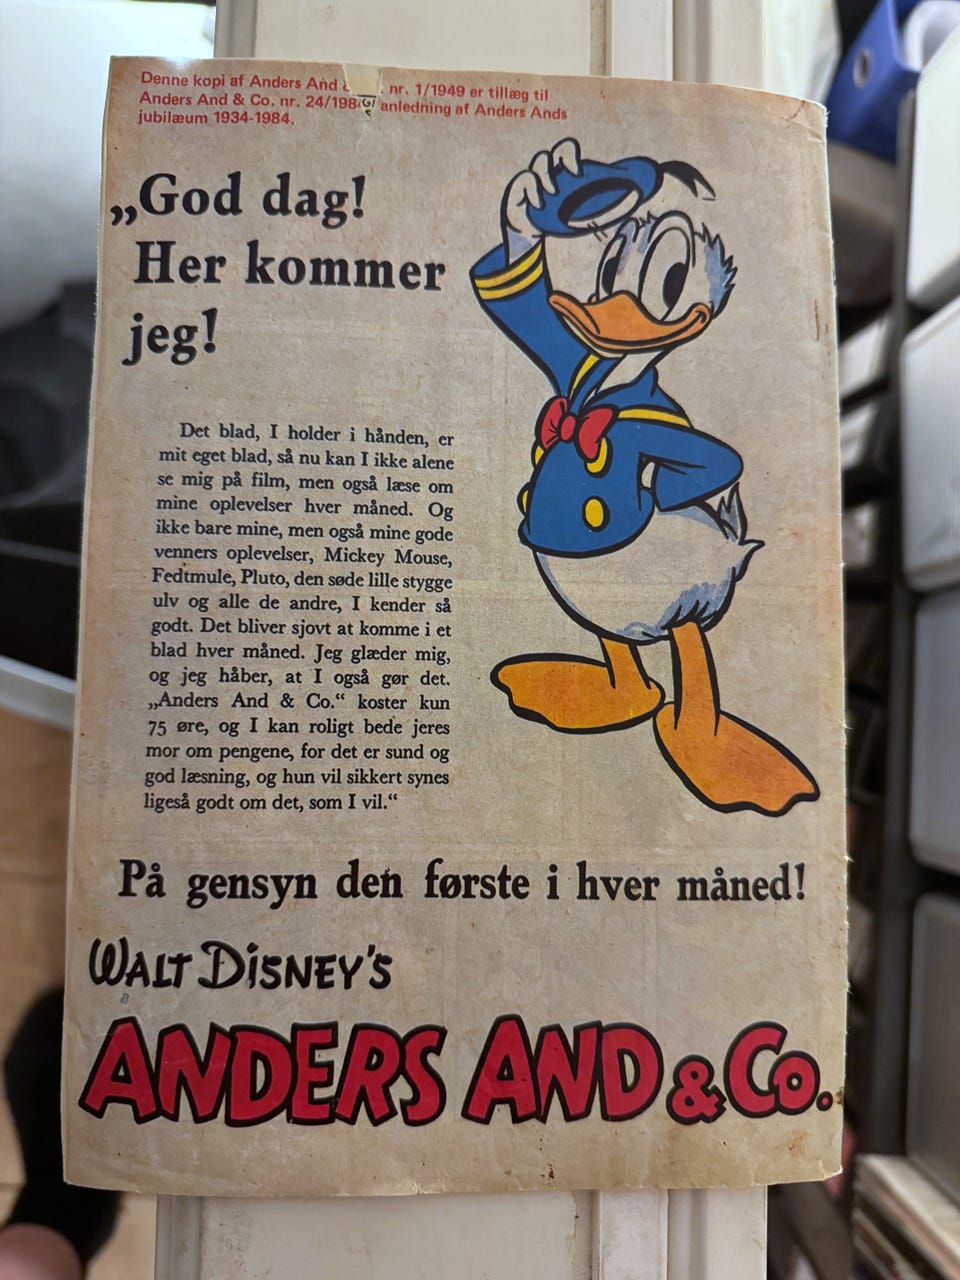 Denne kopi af Anders And nr. 1/1949 er tillæg til
Anders And & Co. nr. 24/198 anledning af Anders Ands
jubilæum 1934-1984.
„God dag!
Her kommer
jeg!
Det blad, I holder i hånden, er
mit eget blad, så nu kan I ikke alene
se mig på film, men også læse om
mine oplevelser hver måned. Og
ikke bare mine, men også mine gode
venners oplevelser, Mickey Mouse,
Fedtmule, Pluto, den søde lille stygge
ulv og alle de andre, I kender så
godt. Det bliver sjovt at komme i et
blad hver måned. Jeg glæder mig,
og jeg håber, at I også gør det.
„Anders And & Co.“ koster kun
75 øre, og I kan roligt bede jeres
mor om pengene, for det er sund og
god læsning, og hun vil sikkert synes
ligeså godt om det, som I vil.“
På gensyn den første i hver måned!
WALT DISNEY'S
ANDERS AND & Co.